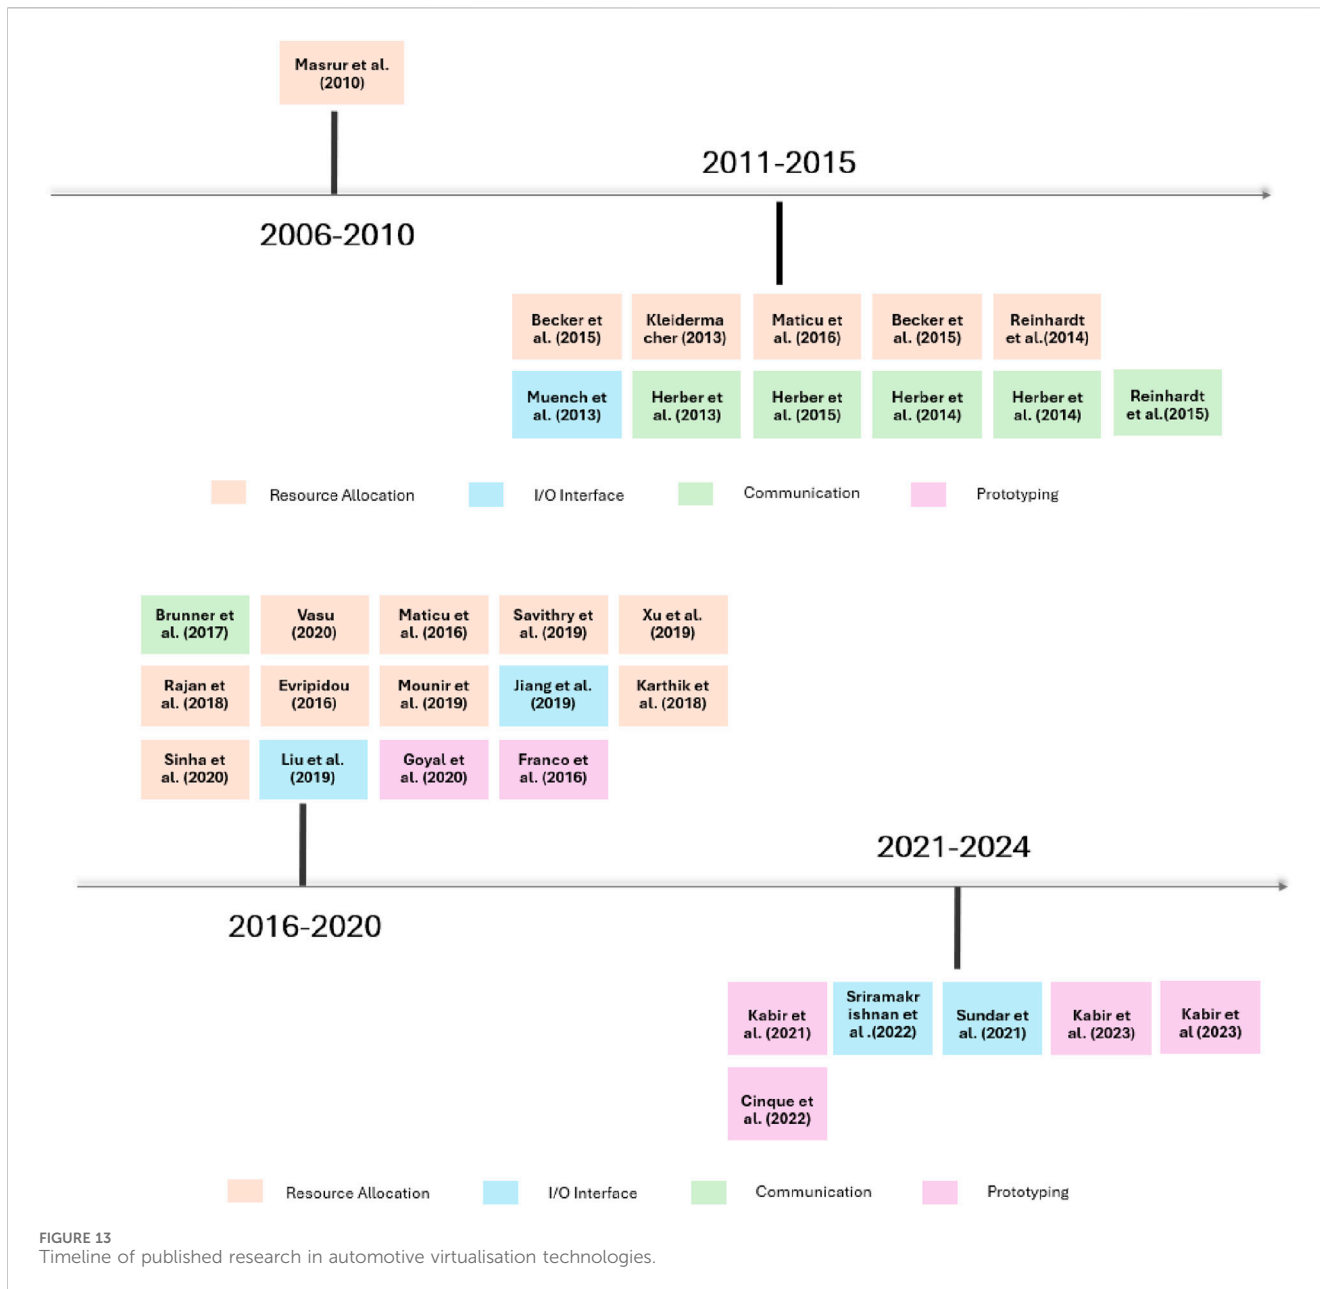 Masrur et al.
(2010)
2011-2015
2006-2010
Becker et
al. (2015)
Kleiderma
cher (2013)
Maticu et
al. (2016)
Becker et
al. (2015)
Reinhardt
et al.(2014)
Muench et
al. (2013)
Herber et
al. (2013)
Herber et
al. (2015)
Herber et
al. (2014)
Herber et
al. (2014)
Reinhardt
et al.(2015)
Resource Allocation
I/O Interface
Communication
Prototyping
Brunner et
al. (2017)
Vasu
(2020)
Maticu et
al. (2016)
Savithry et
al. (2019)
Xu et al.
(2019)
Rajan et
al. (2018)
Evripidou
(2016)
Mounir et
al. (2019)
Jiang et al.
(2019)
Karthik et
al. (2018)
Sinha et
al. (2020)
Liu et al.
(2019)
Goyal et
al. (2020)
Franco et
al. (2016)
2021-2024
2016-2020
Kabir et
al. (2021)
Sriramakr
ishnan et
al .(2022)
Sundar et
al. (2021)
Kabir et
al. (2023)
Kabir et
al (2023)
Cinque et
al. (2022)
Resource Allocation
I/O Interface
Communication
Prototyping
FIGURE 13
Timeline of published research in automotive virtualisation technologies.